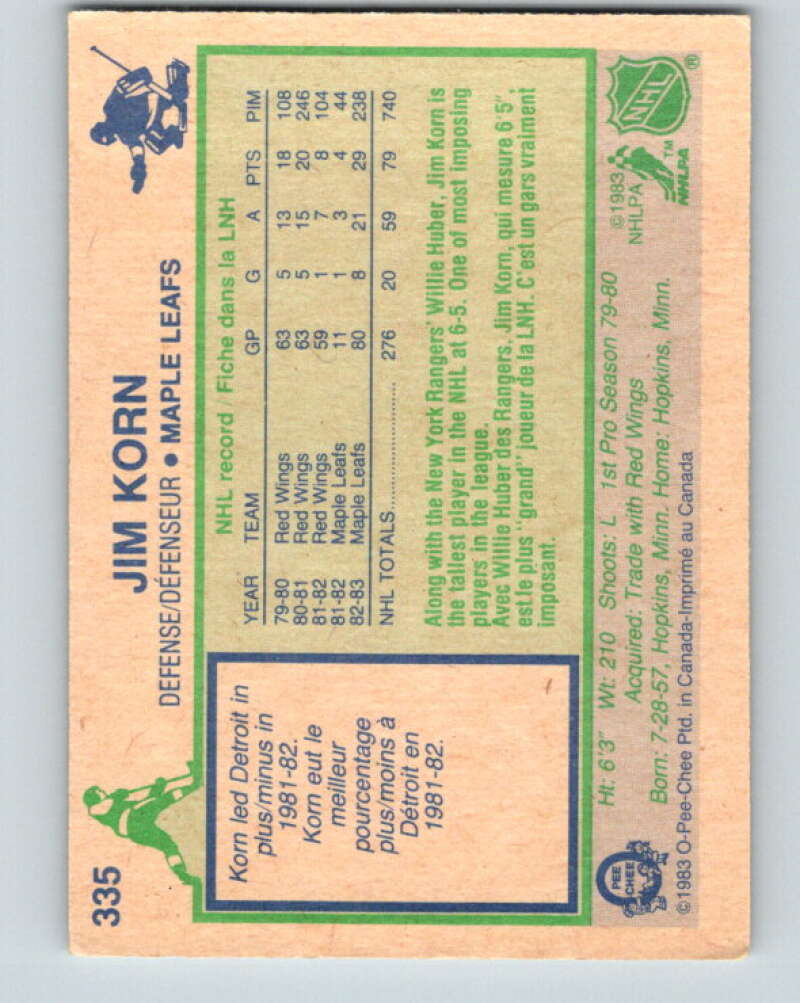 335
JIM KORN
DEFENSE/DÉFENSEUR • MAPLE LEAFS
Korn led Detroit in
plus/minus in
1981-82.
Korn eut le
meilleur
pourcentage
plus/moins à
Détroit en
1981-82.
NHL record / Fiche dans la LNH
YEAR TEAM GP G A PTS PIM
79-80 Red Wings 63 5 13 18 108
80-81 Red Wings 63 5 15 20 246
81-82 Red Wings 59 1 7 8 104
81-82 Maple Leafs 11 1 3 4 44
82-83 Maple Leafs 80 8 21 29 238
NHL TOTALS.................... 276 20 59 79 740
Along with the New York Rangers' Willie Huber, Jim Korn is
the tallest player in the NHL at 6-5. One of most imposing
players in the league.
Avec Willie Huber des Rangers, Jim Korn, qui mesure 6'5",
est le plus "grand" joueur de la LNH. C'est un gars vraiment
imposant.
Ht: 6'3" Wt: 210 Shoots: L 1st Pro Season 79-80
Acquired: Trade with Red Wings
Born: 7-28-57, Hopkins, Minn. Home: Hopkins, Minn.
© 1983 O-Pee-Chee Ptd. in Canada-Imprimé au Canada
O
PEE
CHEE
© 1983
NHLPA
TM
NHLPA
NHL
®